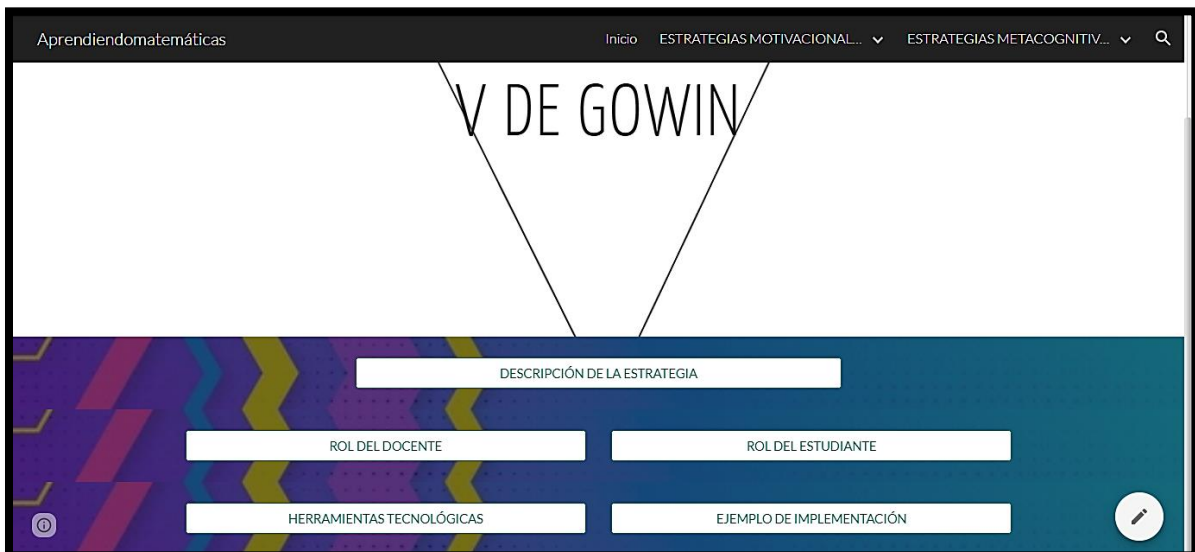 Aprendiendomatemáticas
Inicio ESTRATEGIAS MOTIVACIONAL... ESTRATEGIAS METACOGNITIV...
V DE GOWIN
DESCRIPCIÓN DE LA ESTRATEGIA
ROL DEL DOCENTE
ROL DEL ESTUDIANTE
HERRAMIENTAS TECNOLÓGICAS
EJEMPLO DE IMPLEMENTACIÓN